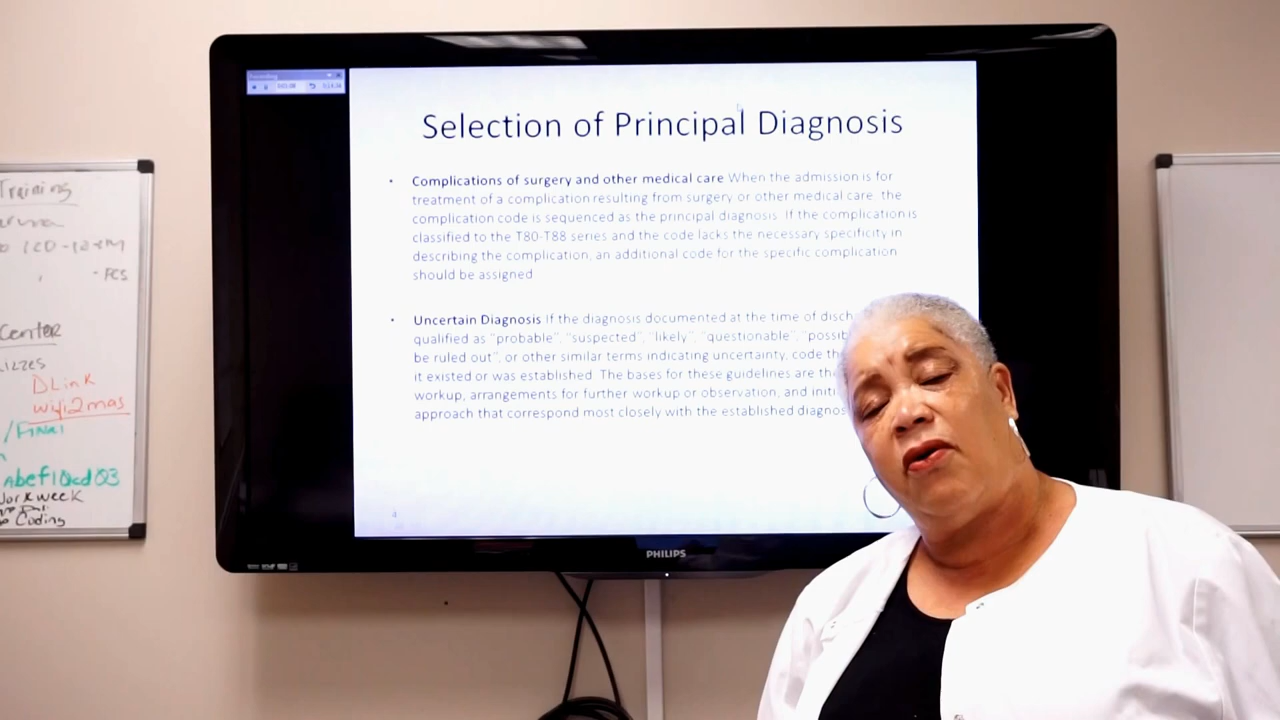 Training
ICD-
PCS
Center
DLink
wifi2mas
/Final
Abef10cd03
Workweek
Coding
Selection of Principal Diagnosis
• Complications of surgery and other medical care When the admission is for
treatment of a complication resulting from surgery or other medical care, the
complication code is sequenced as the principal diagnosis. If the complication is
classified to the T80-T88 series and the code lacks the necessary specificity in
describing the complication, an additional code for the specific complication
should be assigned
• Uncertain Diagnosis If the diagnosis documented at the time of disch
qualified as "probable", "suspected", "likely", "questionable", "possib
be ruled out", or other similar terms indicating uncertainty, code th
it existed or was established. The bases for these guidelines are the
workup, arrangements for further workup or observation, and initi
approach that correspond most closely with the established diagnos
4
PHILIPS